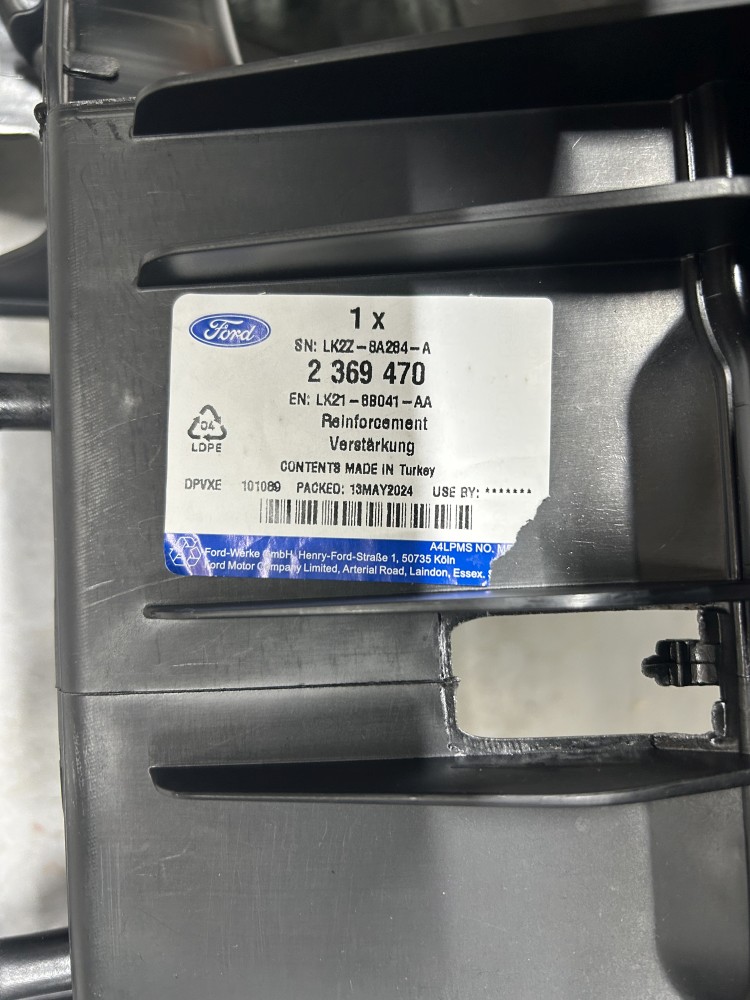 Ford
1 x
SN: LK2Z-8A284-A
2 369 470
EN: LK21-8B041-AA
Reinforcement
Verstärkung
04
LDPE
CONTENTS MADE IN Turkey
DPVXE 101089 PACKED: 13MAY2024 USE BY: *******
A4LPMS NO.
Ford-Werke GmbH, Henry-Ford-Straße 1, 50735 Köln
Ford Motor Company Limited, Arterial Road, Laindon, Essex.